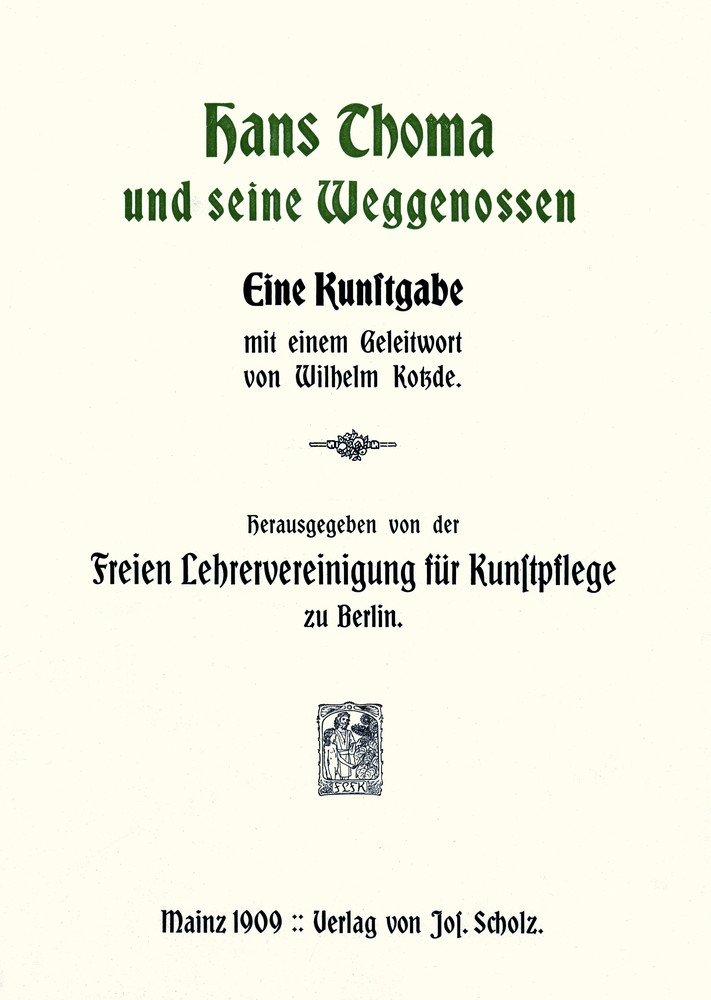 Hans Thoma
und seine Weggenossen
Eine Kunſtgabe
mit einem Geleitwort
von Wilhelm Kotzde.
Herausgegeben von der
Freien Lehrervereinigung für Kunſtpflege
zu Berlin.
FLFK
Mainz 1909 :: Verlag von Joſ. Scholz.